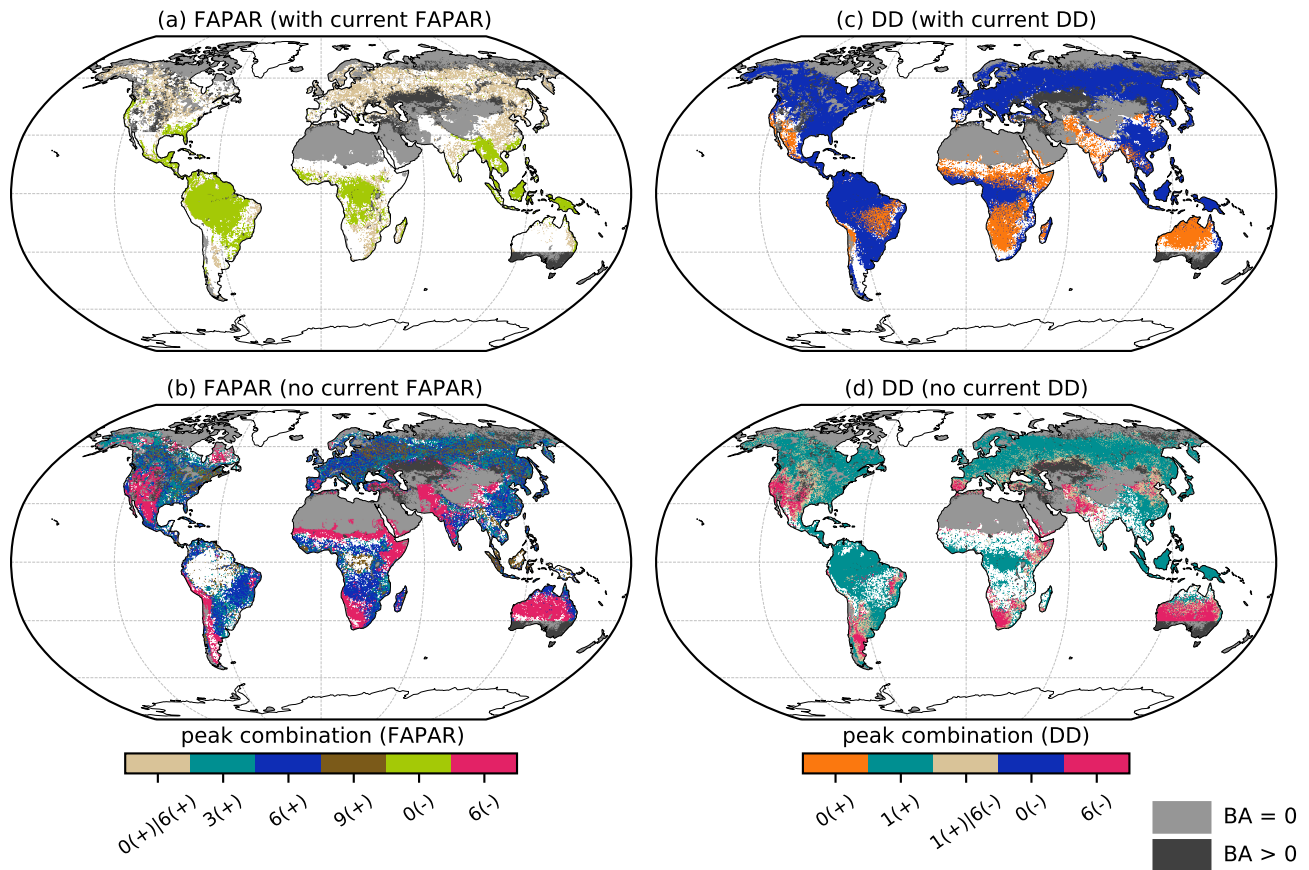 (a) FAPAR (with current FAPAR)
(c) DD (with current DD)
(b) FAPAR (no current FAPAR)
(d) DD (no current DD)
peak combination (FAPAR)
0(+)|6(+)
3(+)
6(+)
9(+)
0(-)
6(-)
peak combination (DD)
0(+)
1(+)
1(+)|6(-)
0(-)
6(-)
BA = 0
BA > 0